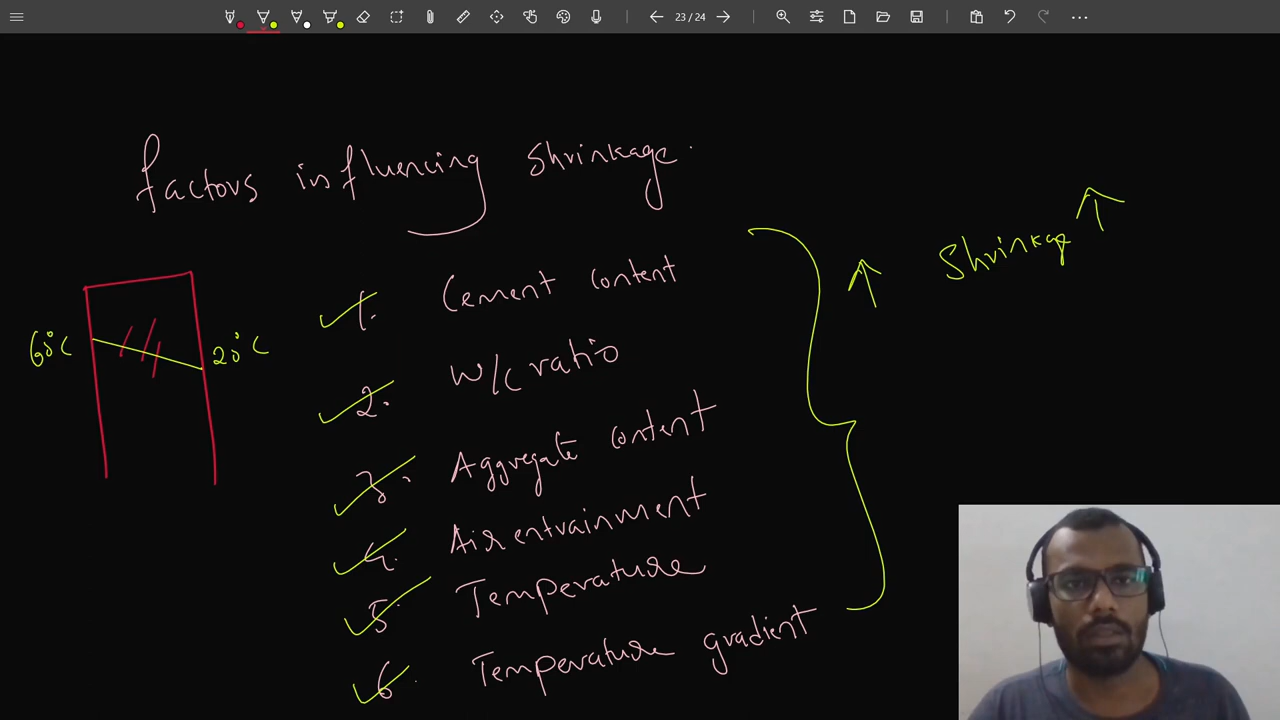 23 / 24
factors influencing shrinkage.
1. Cement content
2. W/C ratio
3. Aggregate content
4. Air entrainment
5. Temperature
6. Temperature gradient
60°C
20°C
↑ Shrinkage ↑